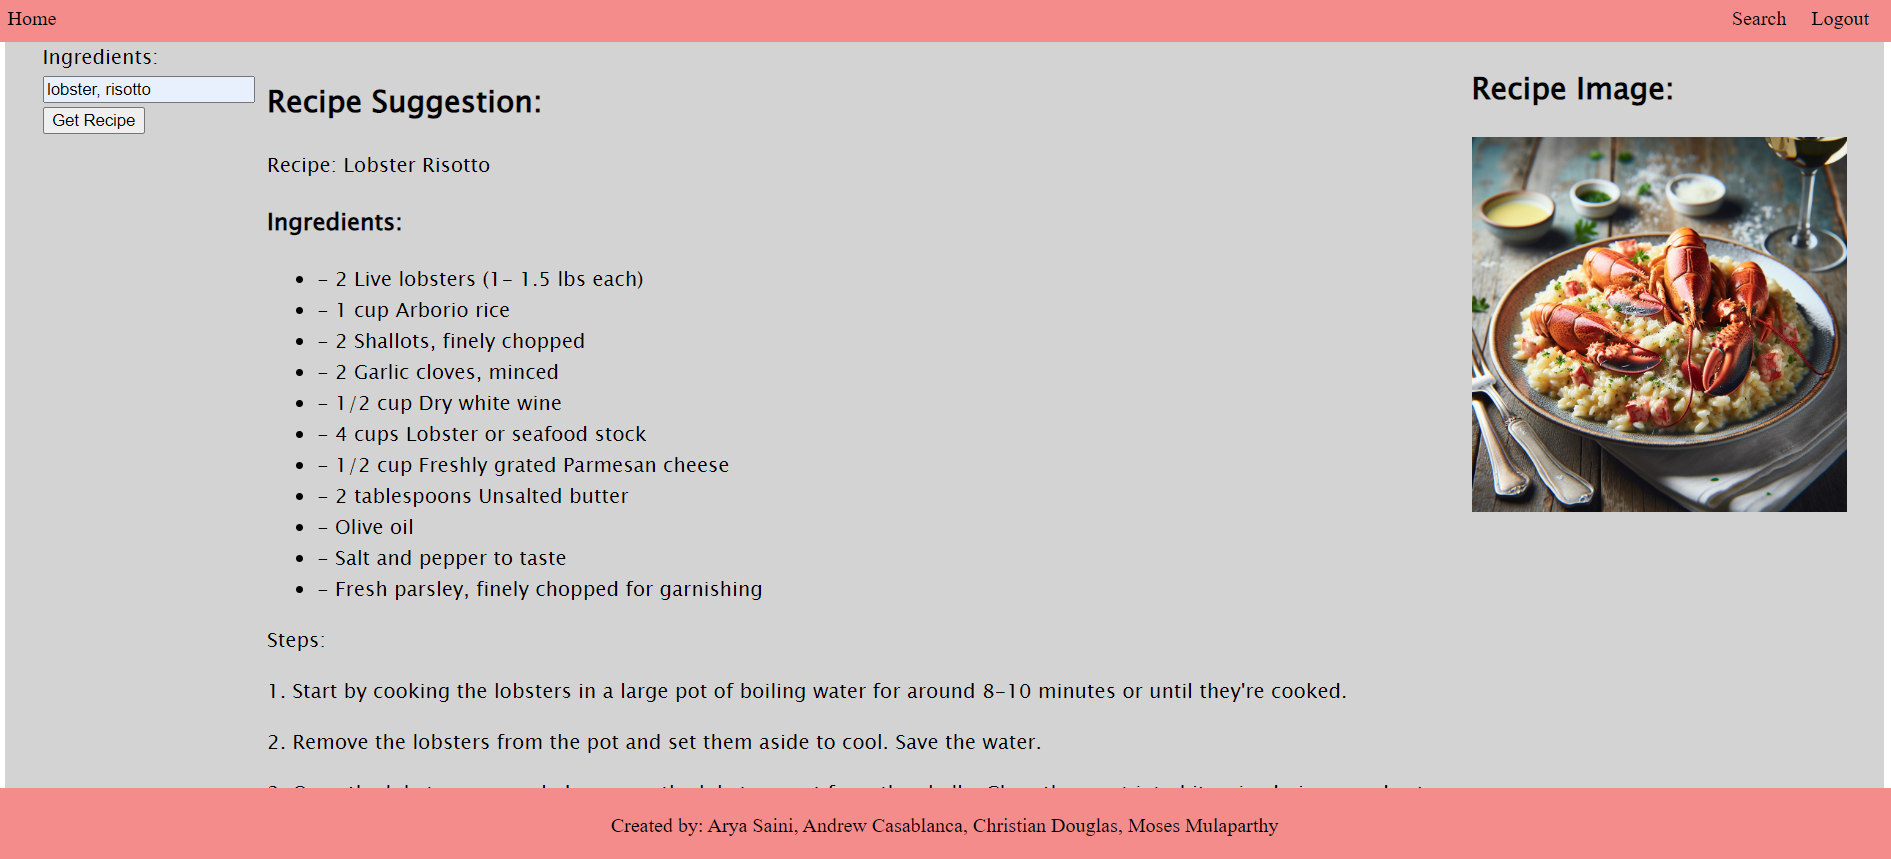 Home Search Logout
Ingredients:
lobster, risotto
Get Recipe
Recipe Suggestion:
Recipe: Lobster Risotto
Ingredients:
- 2 Live lobsters (1- 1.5 lbs each)
- 1 cup Arborio rice
- 2 Shallots, finely chopped
- 2 Garlic cloves, minced
- 1/2 cup Dry white wine
- 4 cups Lobster or seafood stock
- 1/2 cup Freshly grated Parmesan cheese
- 2 tablespoons Unsalted butter
- Olive oil
- Salt and pepper to taste
- Fresh parsley, finely chopped for garnishing
Steps:
1. Start by cooking the lobsters in a large pot of boiling water for around 8-10 minutes or until they're cooked.
2. Remove the lobsters from the pot and set them aside to cool. Save the water.
Recipe Image:
Created by: Arya Saini, Andrew Casablanca, Christian Douglas, Moses Mulaparthy